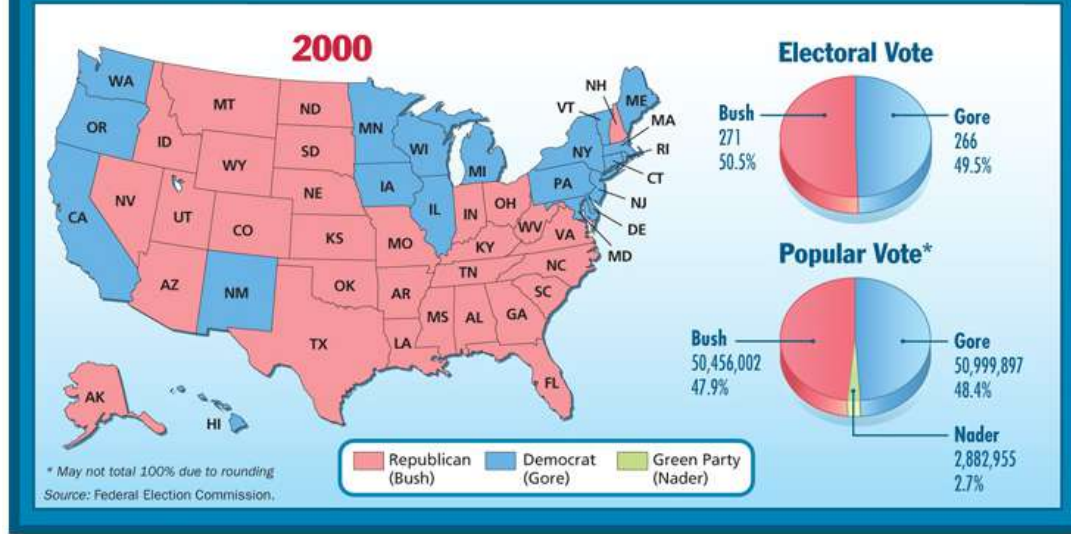 2000
WA
OR
CA
NV
ID
MT
WY
UT
CO
AZ
NM
ND
SD
NE
KS
OK
TX
MN
IA
MO
AR
LA
WI
IL
MI
IN
OH
KY
TN
MS
AL
GA
FL
SC
NC
VA
WV
PA
NY
VT
NH
ME
MA
RI
CT
NJ
DE
MD
AK
HI
Electoral Vote
Bush
271
50.5%
Gore
266
49.5%
Popular Vote*
Bush
50,456,002
47.9%
Gore
50,999,897
48.4%
Nader
2,882,955
2.7%
Republican
(Bush)
Democrat
(Gore)
Green Party
(Nader)
* May not total 100% due to rounding
Source: Federal Election Commission.